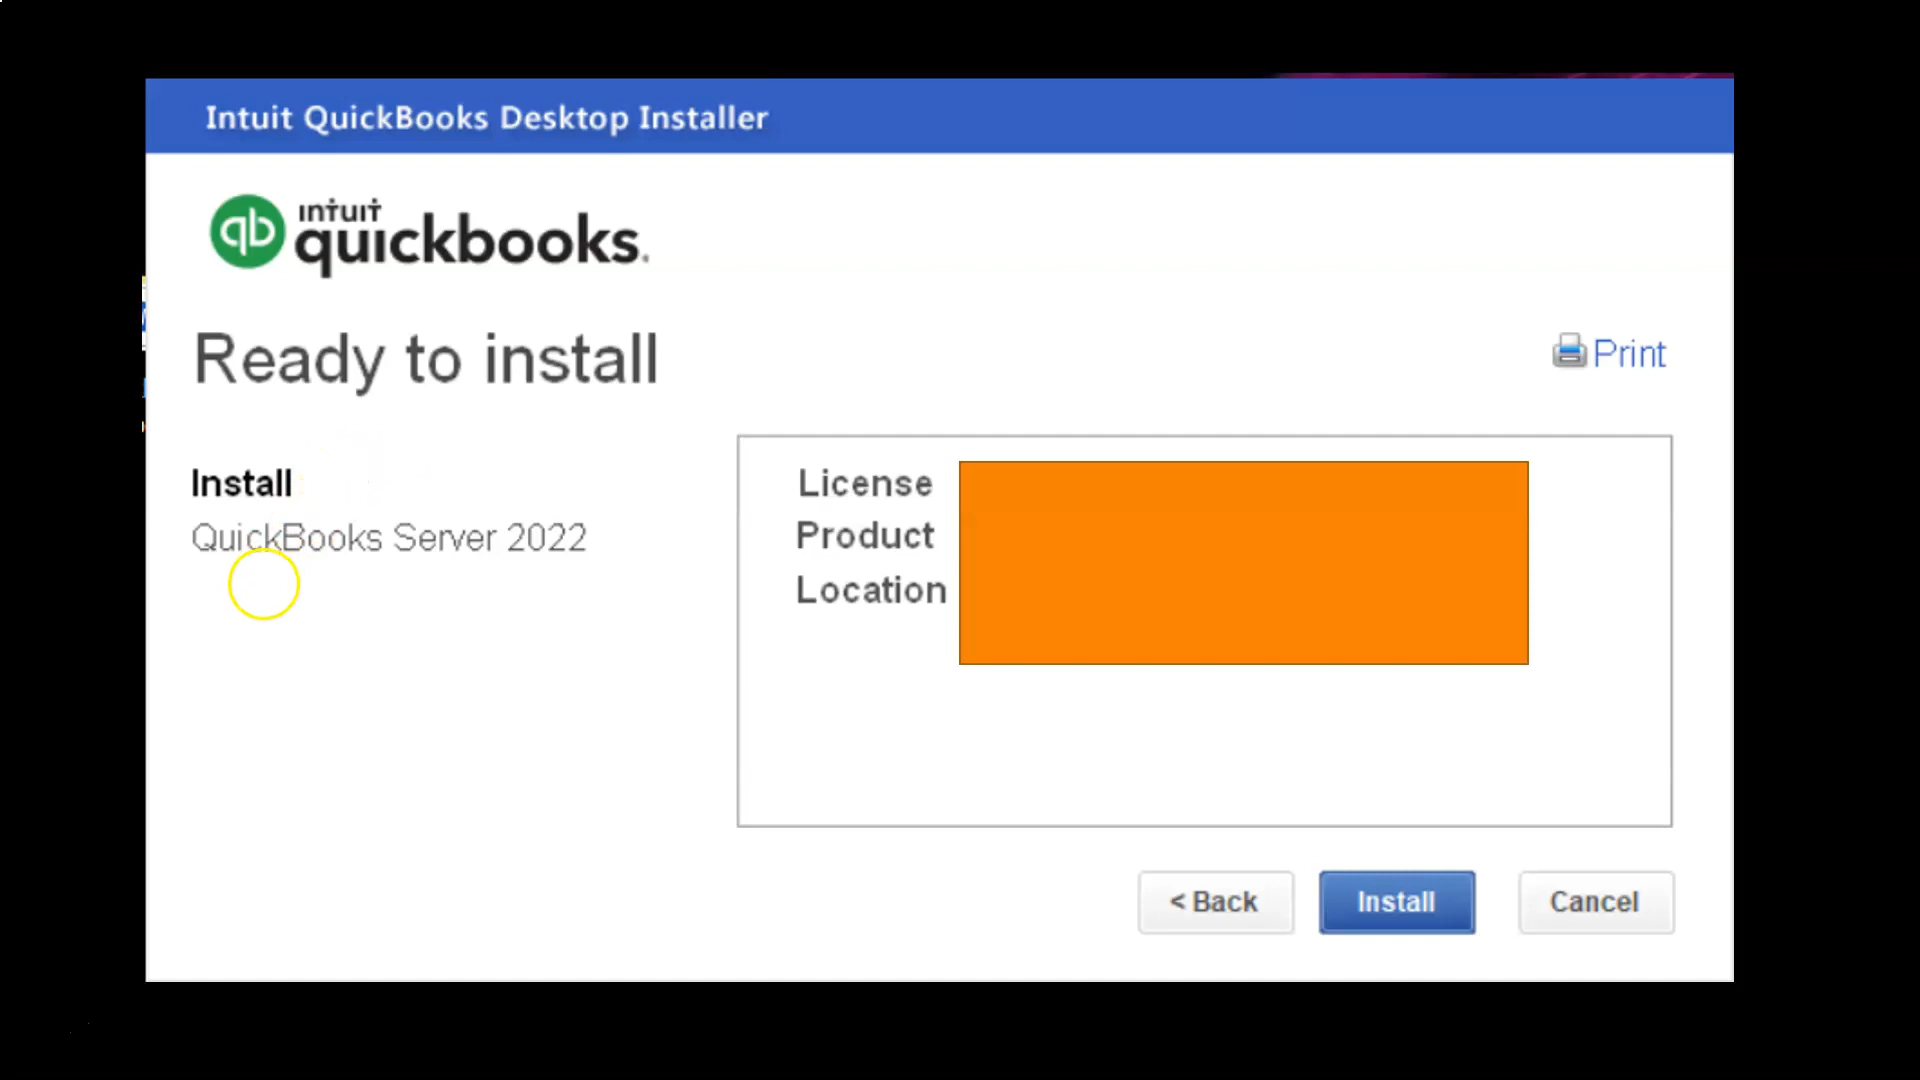 Intuit QuickBooks Desktop Installer
qb intuit
quickbooks.
Ready to install
Print
Install
QuickBooks Server 2022
License
Product
Location
< Back
Install
Cancel